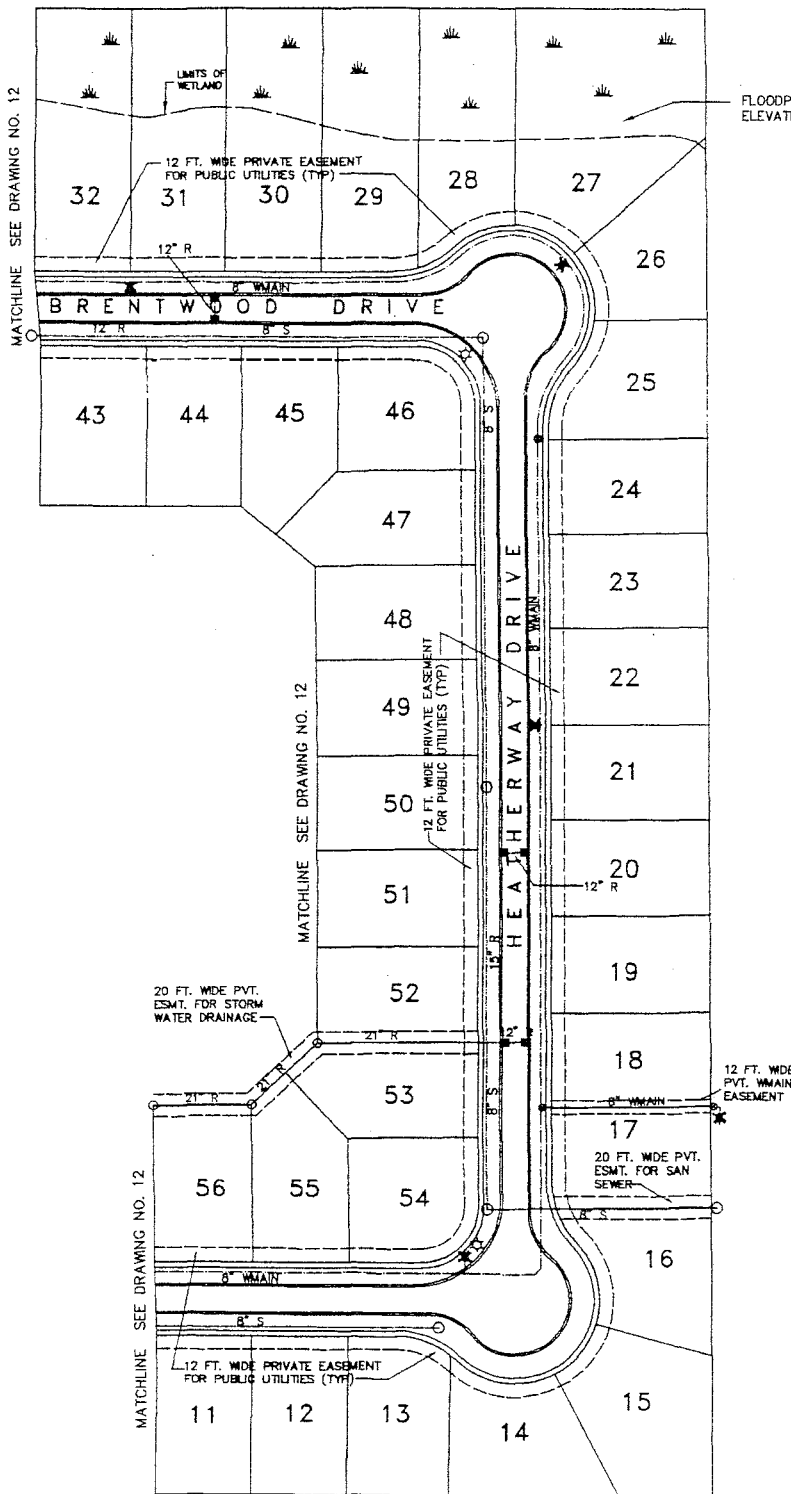 LIMITS OF
WETLAND
FLOODP
ELEVATI
MATCHLINE SEE DRAWING NO. 12
12 FT. WIDE PRIVATE EASEMENT
FOR PUBLIC UTILITIES (TYP)
32
31
30
29
28
27
26
12" R
8" WMAIN
BRENTWOOD DRIVE
12" R
8" S
25
43
44
45
46
8" S
24
47
23
HEATHERWAY DRIVE
8" WMAIN
48
22
12 FT. WIDE PRIVATE EASEMENT
FOR PUBLIC UTILITIES (TYP)
49
MATCHLINE SEE DRAWING NO. 12
21
50
20
12" R
51
15" R
19
52
20 FT. WIDE PVT.
ESMT. FOR STORM
WATER DRAINAGE
21" R
12" R
18
21" R
21" R
53
8" S
8" WMAIN
12 FT. WIDE
PVT. WMAIN
EASEMENT
17
20 FT. WIDE PVT.
ESMT. FOR SAN
SEWER
56
55
54
8" S
16
MATCHLINE SEE DRAWING NO. 12
8" WMAIN
8" S
12 FT. WIDE PRIVATE EASEMENT
FOR PUBLIC UTILITIES (TYP)
11
12
13
14
15